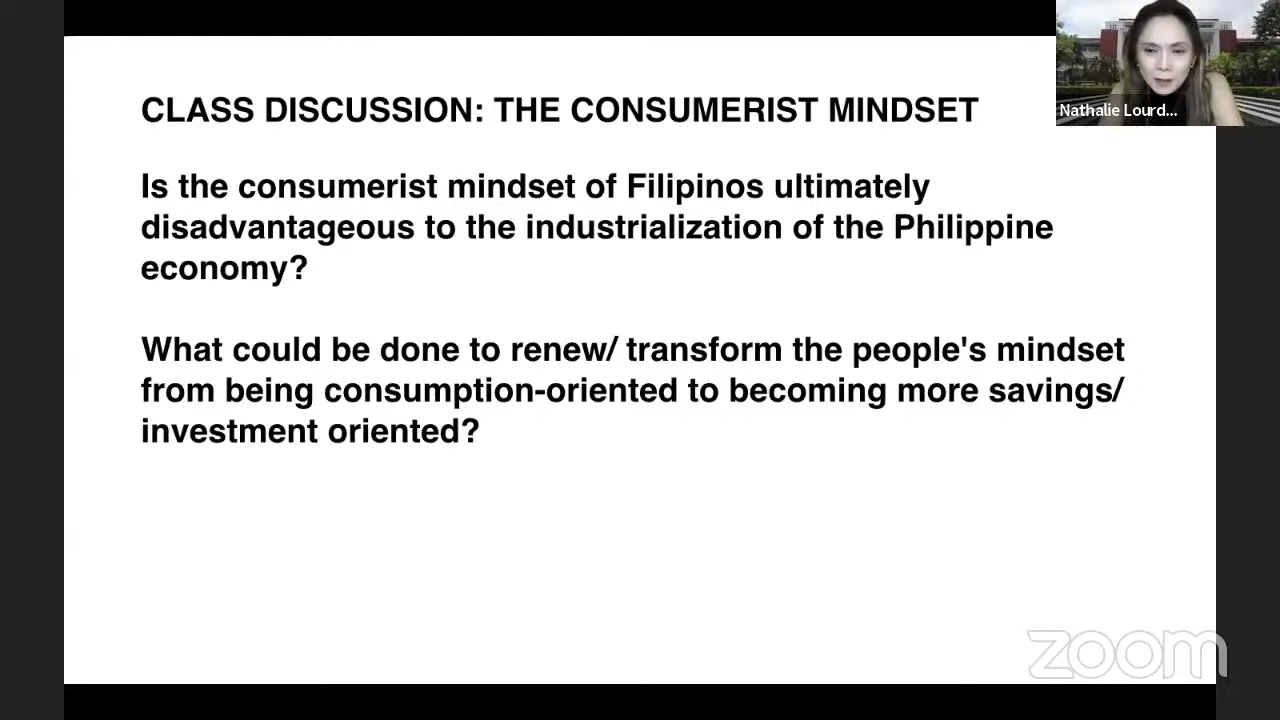 CLASS DISCUSSION: THE CONSUMERIST MINDSET
Is the consumerist mindset of Filipinos ultimately
disadvantageous to the industrialization of the Philippine
economy?
What could be done to renew/ transform the people's mindset
from being consumption-oriented to becoming more savings/
investment oriented?
Nathalie Lourd...
zoom